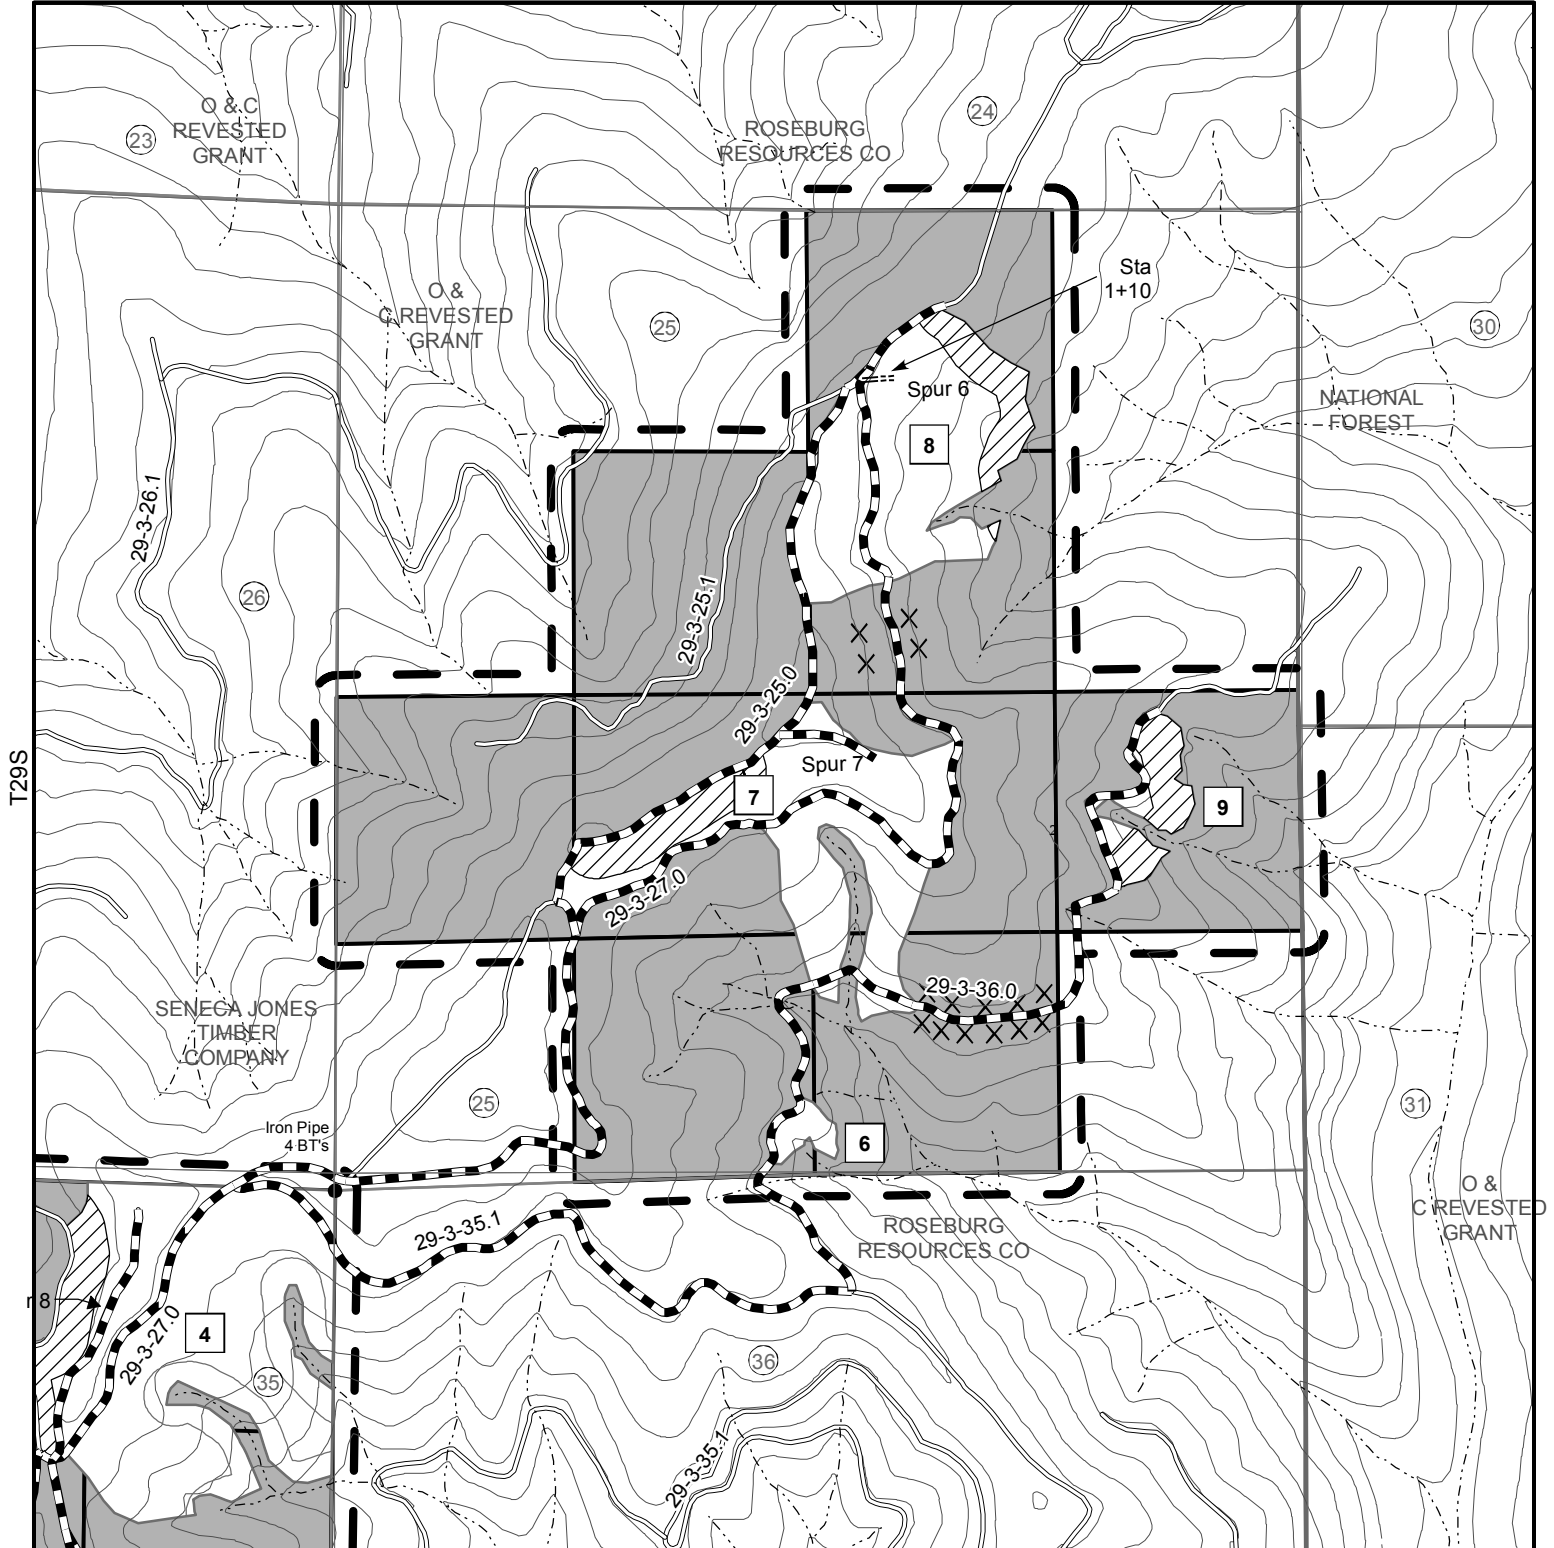 24
O & C
REVESTED
GRANT
23
ROSEBURG
RESOURCES CO
Sta
1+10
O &
C REVESTED
GRANT
25
30
Spur 6
NATIONAL
FOREST
8
29-3-26.1
26
29-3-25.1
29-3-25.0
T29S
Spur 7
7
9
2
29-3-27.0
29-3-36.0
SENECA JONES
TIMBER
COMPANY
25
31
Iron Pipe
4 BT's
6
O &
C REVESTED
GRANT
ROSEBURG
RESOURCES CO
29-3-35.1
r 8
4
29-3-27.0
36
35
29-3-35.1